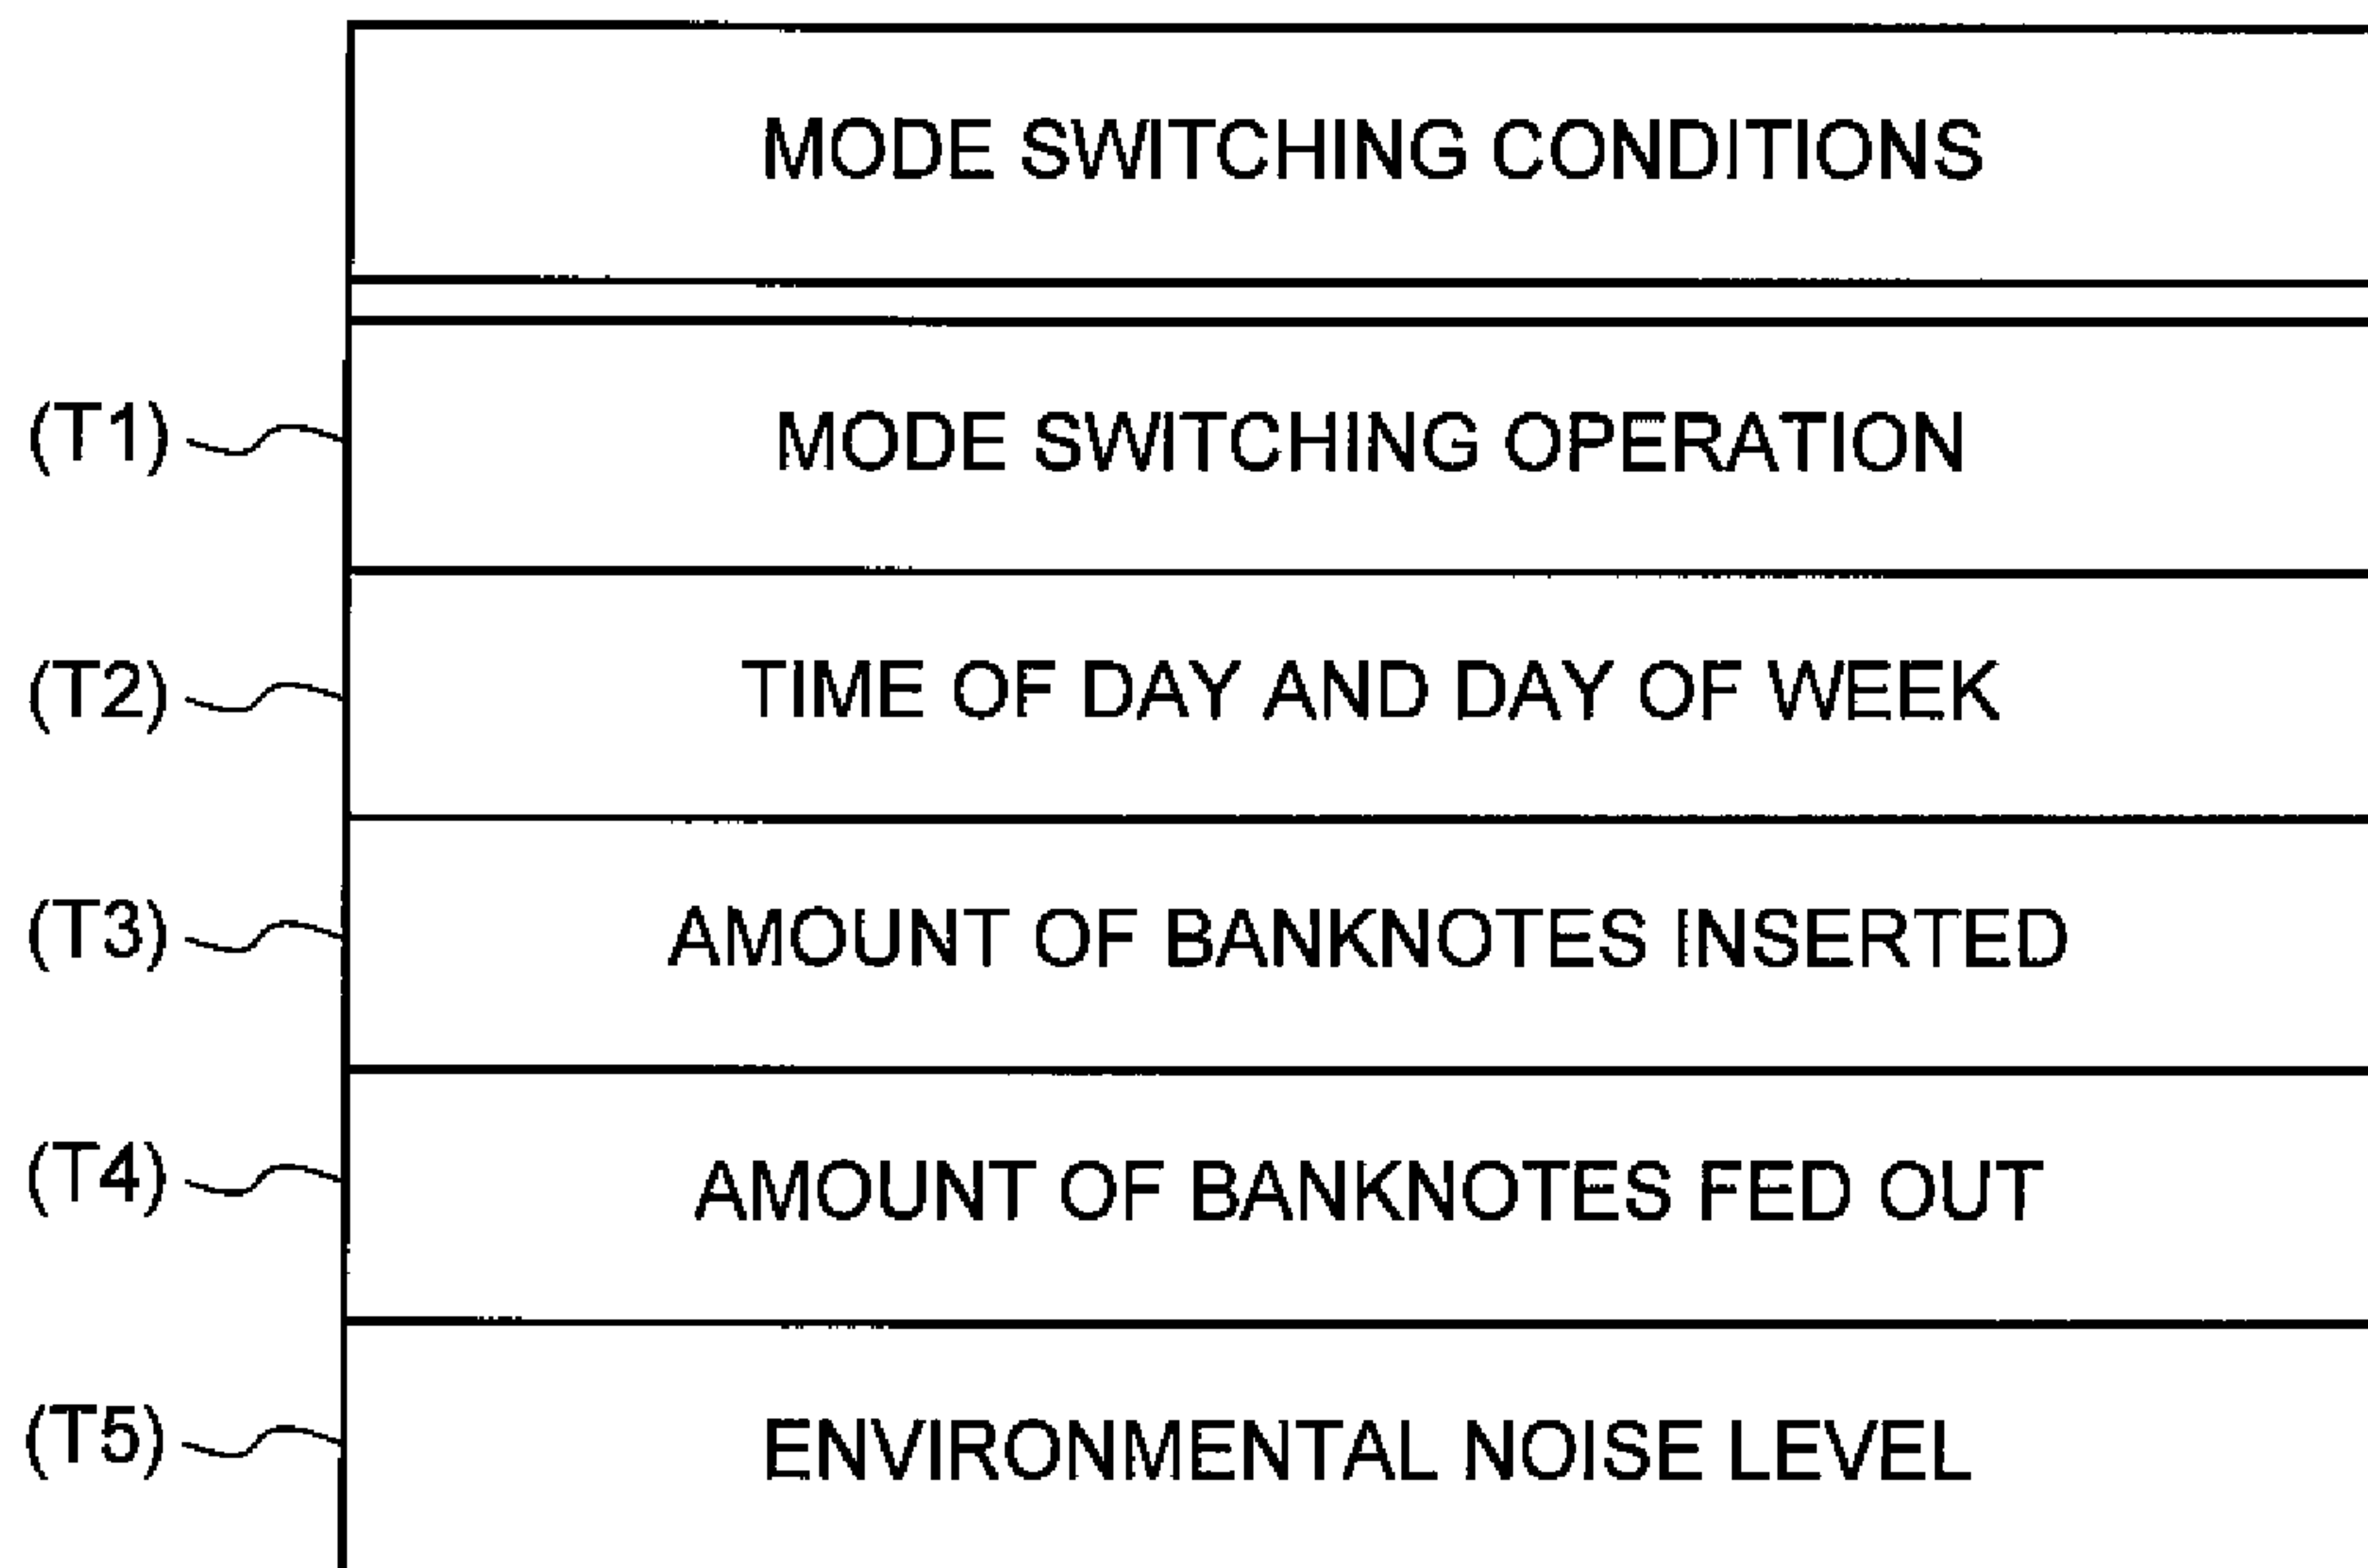 MODE SWITCHING CONDITIONS
(T1) MODE SWITCHING OPERATION
(T2) TIME OF DAY AND DAY OF WEEK
(T3) AMOUNT OF BANKNOTES INSERTED
(T4) AMOUNT OF BANKNOTES FED OUT
(T5) ENVIRONMENTAL NOISE LEVEL